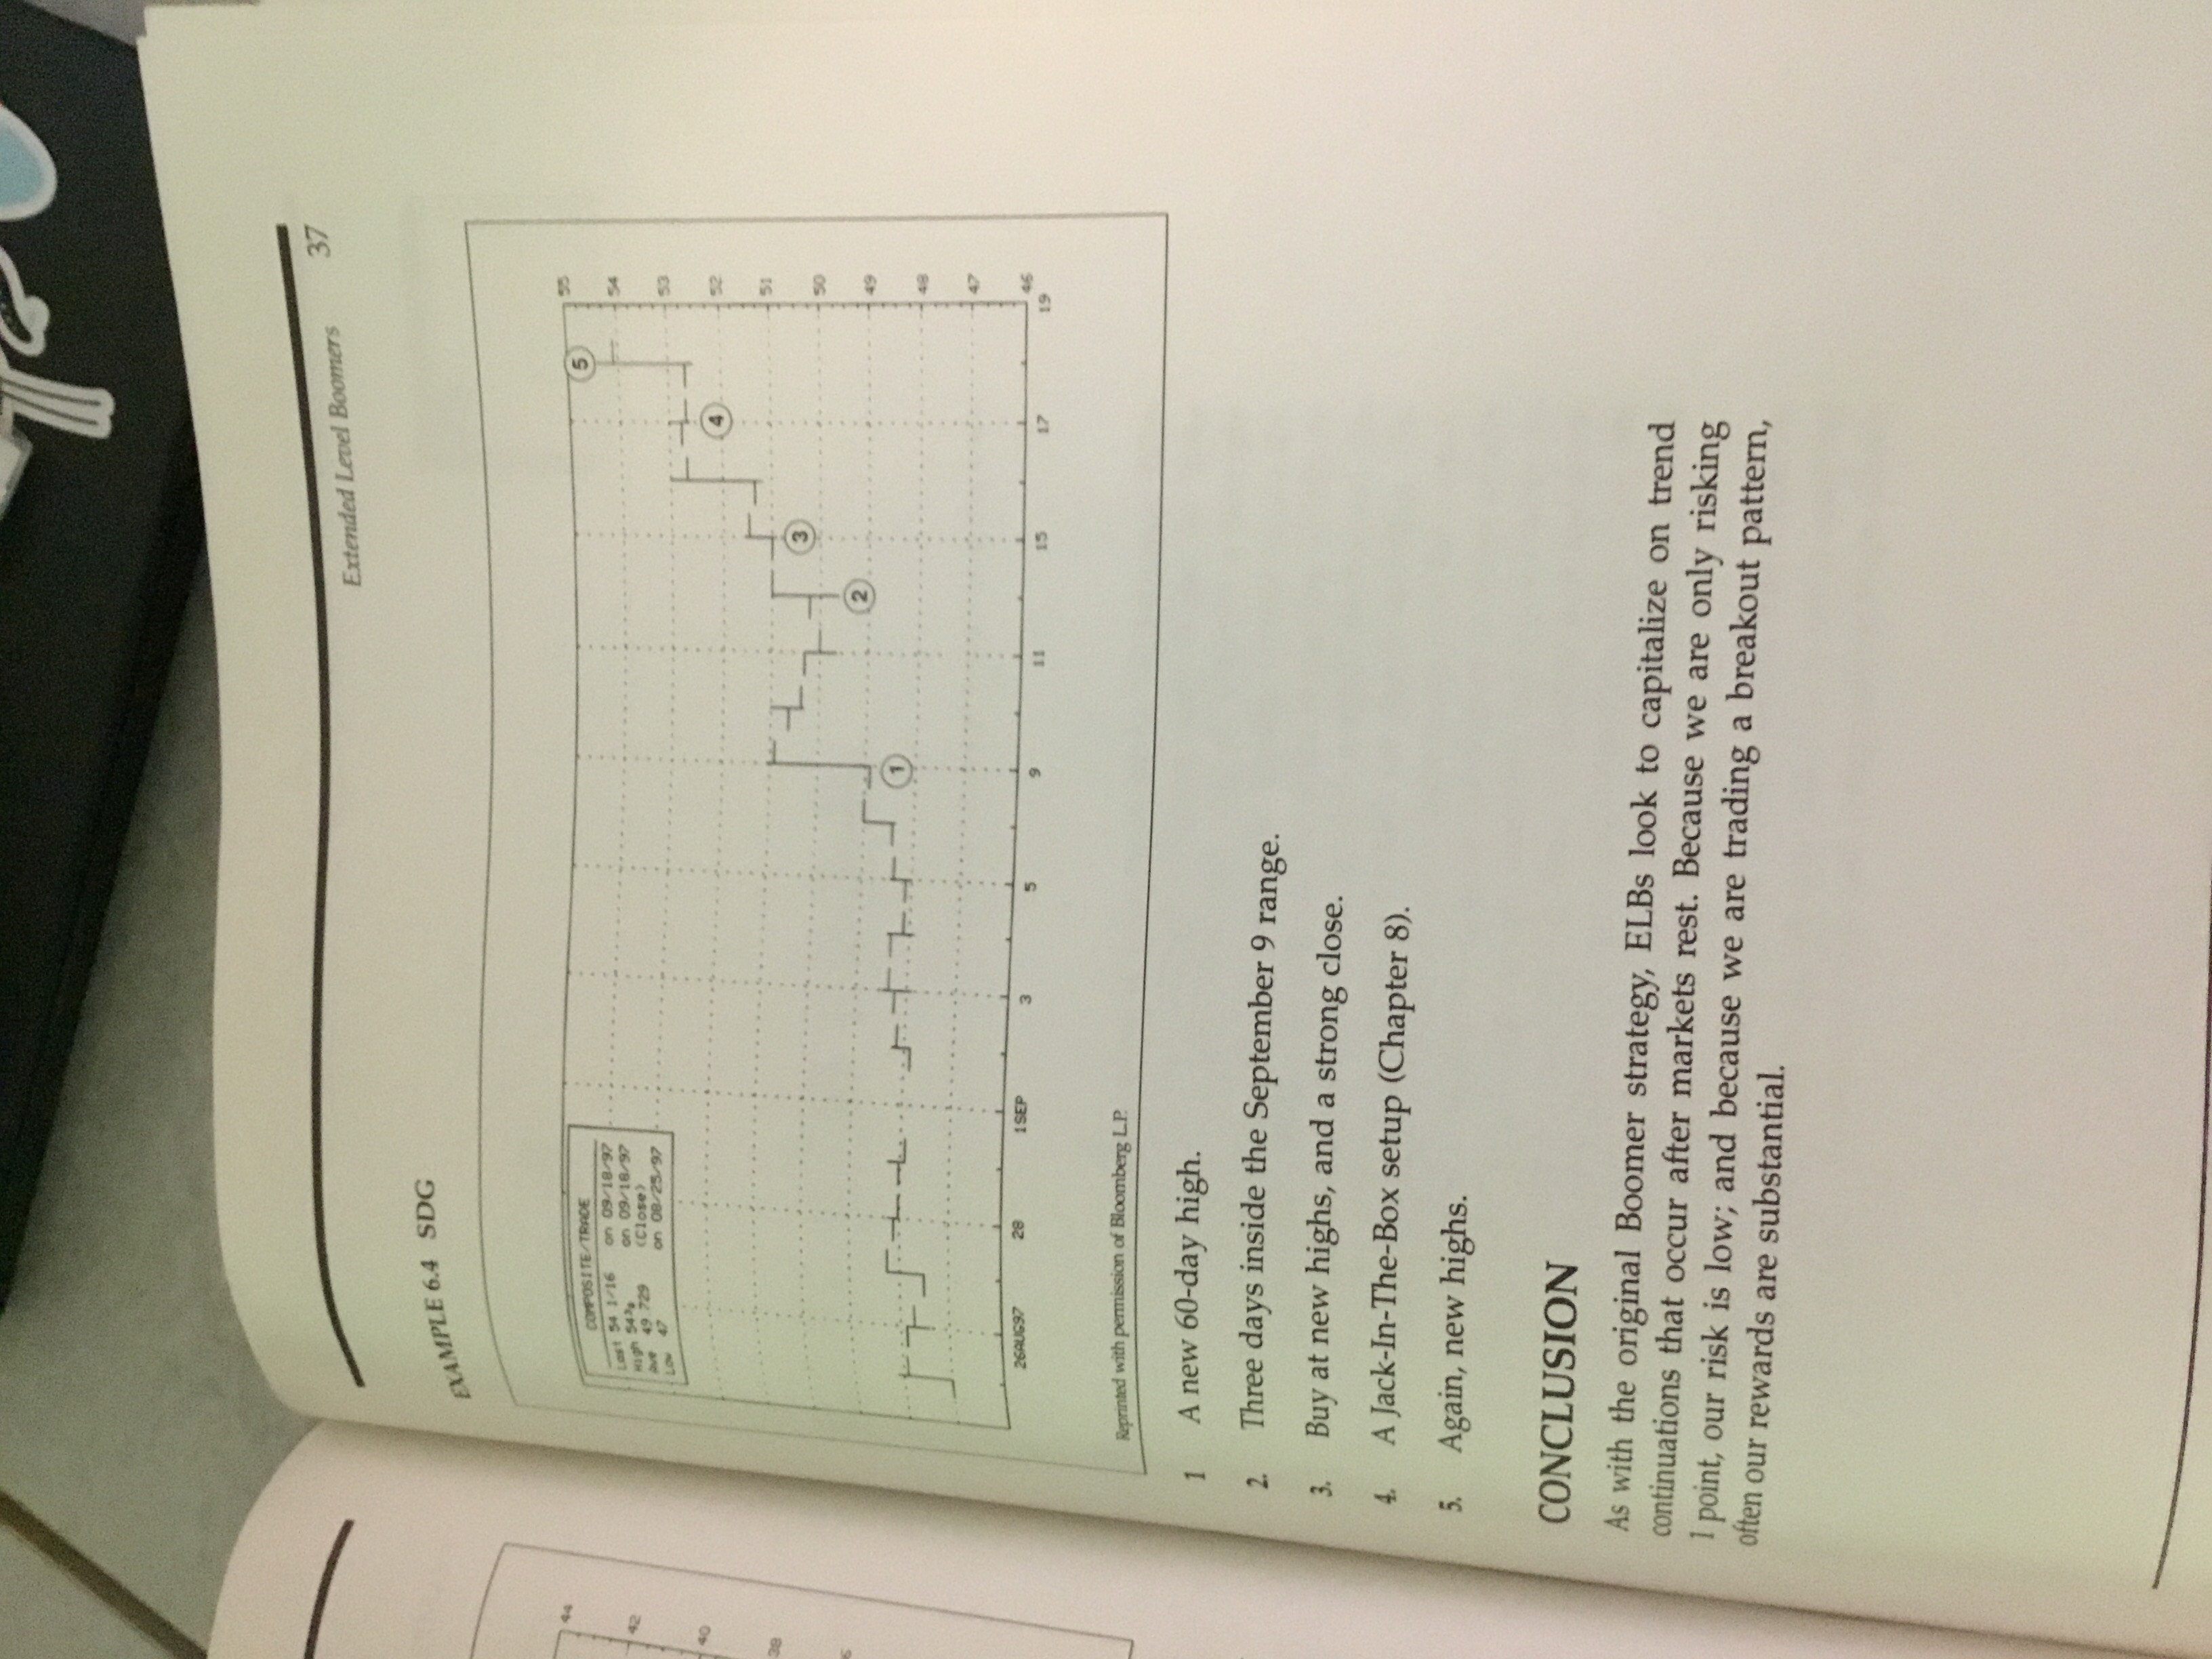 36
38
40
42
44
Extended Level Boomers 37
EXAMPLE 6.4 SDG
COMPOSITE/TRADE
Last 54 1/16 on 09/18/97
High 54 3/8 on 09/18/97
Ave 49 729 (Close)
Low 47 on 08/25/97
55
54
53
52
51
50
49
48
47
46
1
2
3
4
5
26AUG97 28 1SEP 3 5 9 11 15 17 19
Reprinted with permission of Bloomberg L.P.
1 A new 60-day high.
2. Three days inside the September 9 range.
3. Buy at new highs, and a strong close.
4. A Jack-In-The-Box setup (Chapter 8).
5. Again, new highs.
CONCLUSION
As with the original Boomer strategy, ELBs look to capitalize on trend
continuations that occur after markets rest. Because we are only risking
1 point, our risk is low; and because we are trading a breakout pattern,
often our rewards are substantial.